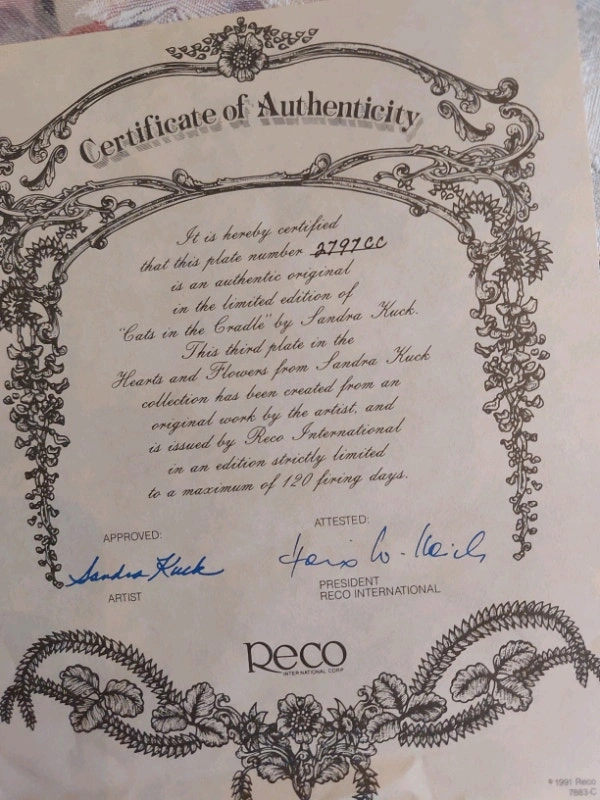 Certificate of Authenticity
It is hereby certified
that this plate number 2797CC
is an authentic original
in the limited edition of
"Cats in the Cradle" by Sandra Kuck.
This third plate in the
Hearts and Flowers from Sandra Kuck
collection has been created from an
original work by the artist, and
is issued by Reco International
in an edition strictly limited
to a maximum of 120 firing days.
APPROVED:
Sandra Kuck
ARTIST
ATTESTED:
PRESIDENT
RECO INTERNATIONAL
Reco
INTERNATIONAL CORP.
© 1991 Reco
7883-C